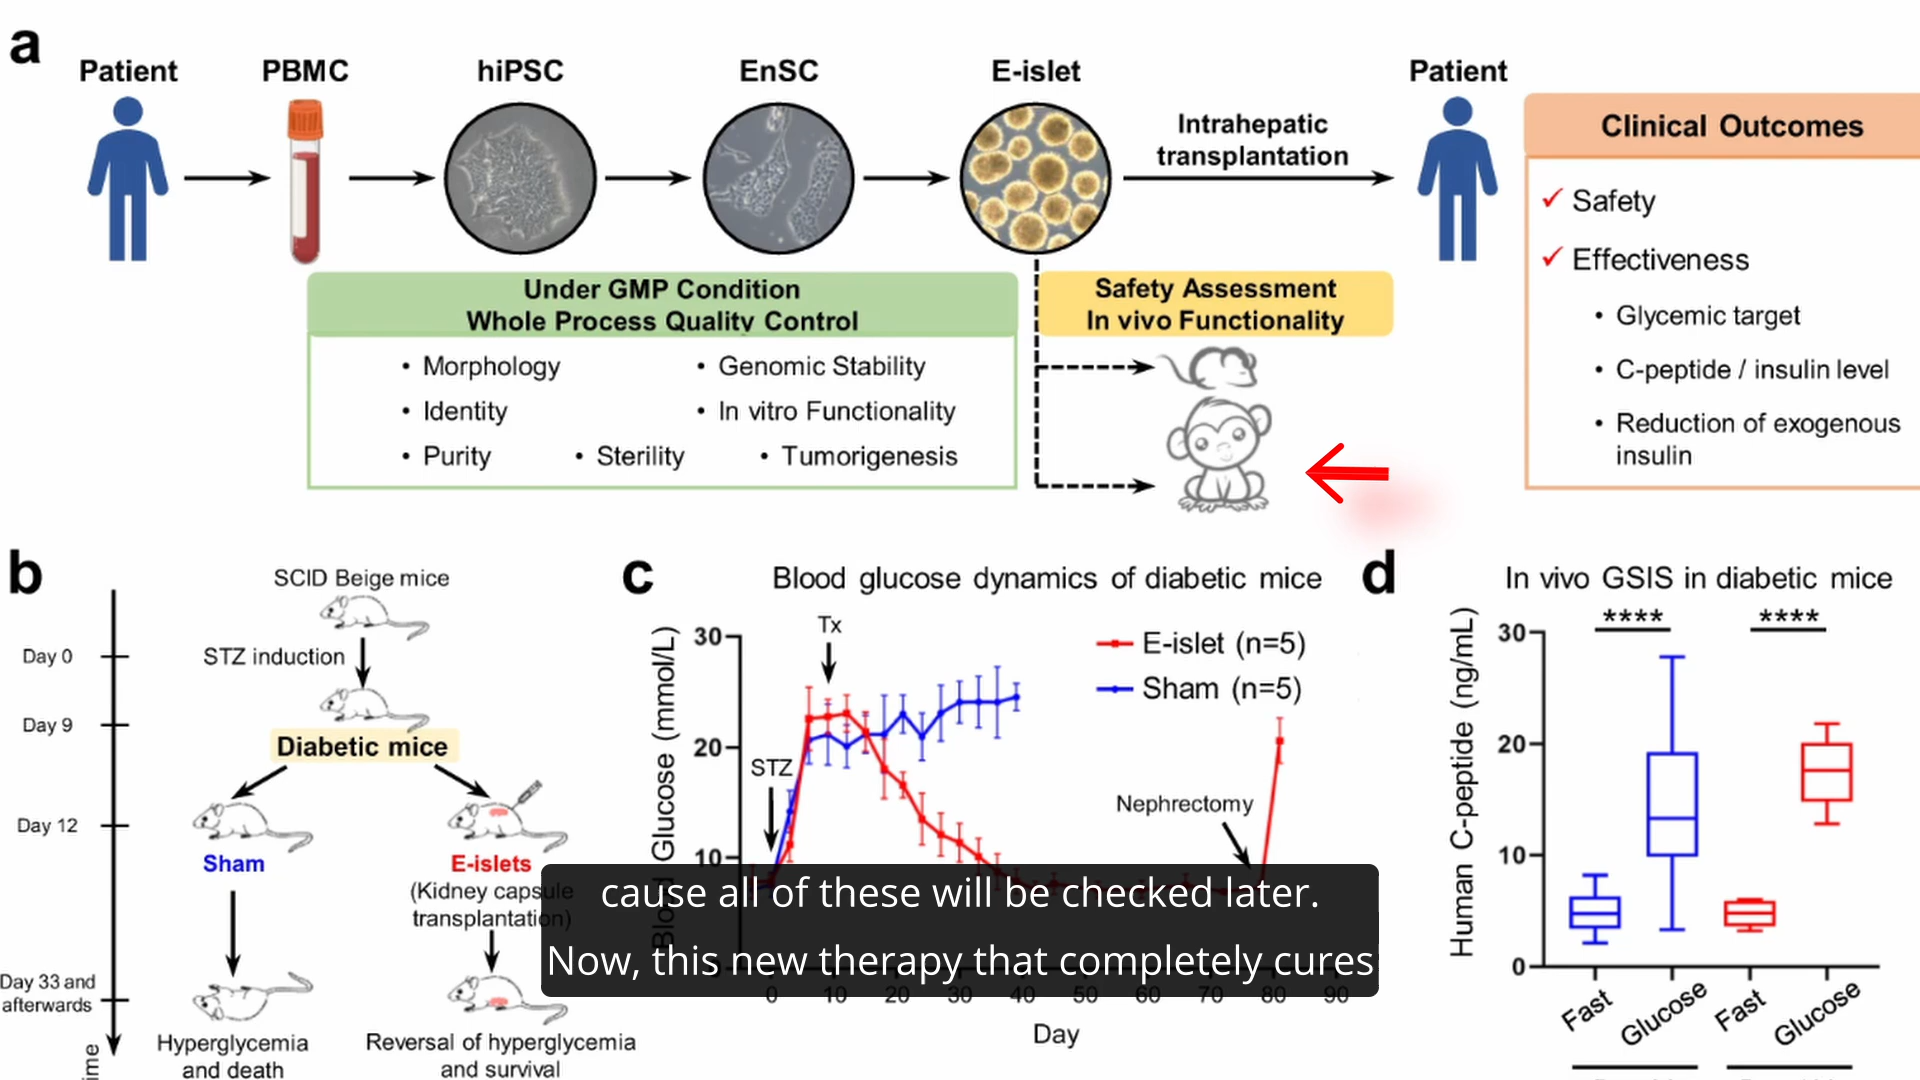 a
Patient
PBMC
hiPSC
EnSC
E-islet
Patient
Intrahepatic
transplantation
Clinical Outcomes
✓ Safety
✓ Effectiveness
• Glycemic target
• C-peptide / insulin level
• Reduction of exogenous
insulin
Under GMP Condition
Whole Process Quality Control
• Morphology
• Genomic Stability
• Identity
• In vitro Functionality
• Purity
• Sterility
• Tumorigenesis
Safety Assessment
In vivo Functionality
b
SCID Beige mice
Day 0
STZ induction
Day 9
Diabetic mice
Day 12
Sham
E-islets
(Kidney capsule
transplantation)
Day 33 and
afterwards
Hyperglycemia
and death
Reversal of hyperglycemia
and survival
c
Blood glucose dynamics of diabetic mice
Blood Glucose (mmol/L)
30
20
10
Tx
STZ
E-islet (n=5)
Sham (n=5)
Nephrectomy
0 10 20 30 40 50 60 70 80 90
Day
d
In vivo GSIS in diabetic mice
Human C-peptide (ng/mL)
30
20
10
0
**** ****
Fast Glucose Fast Glucose
cause all of these will be checked later.
Now, this new therapy that completely cures